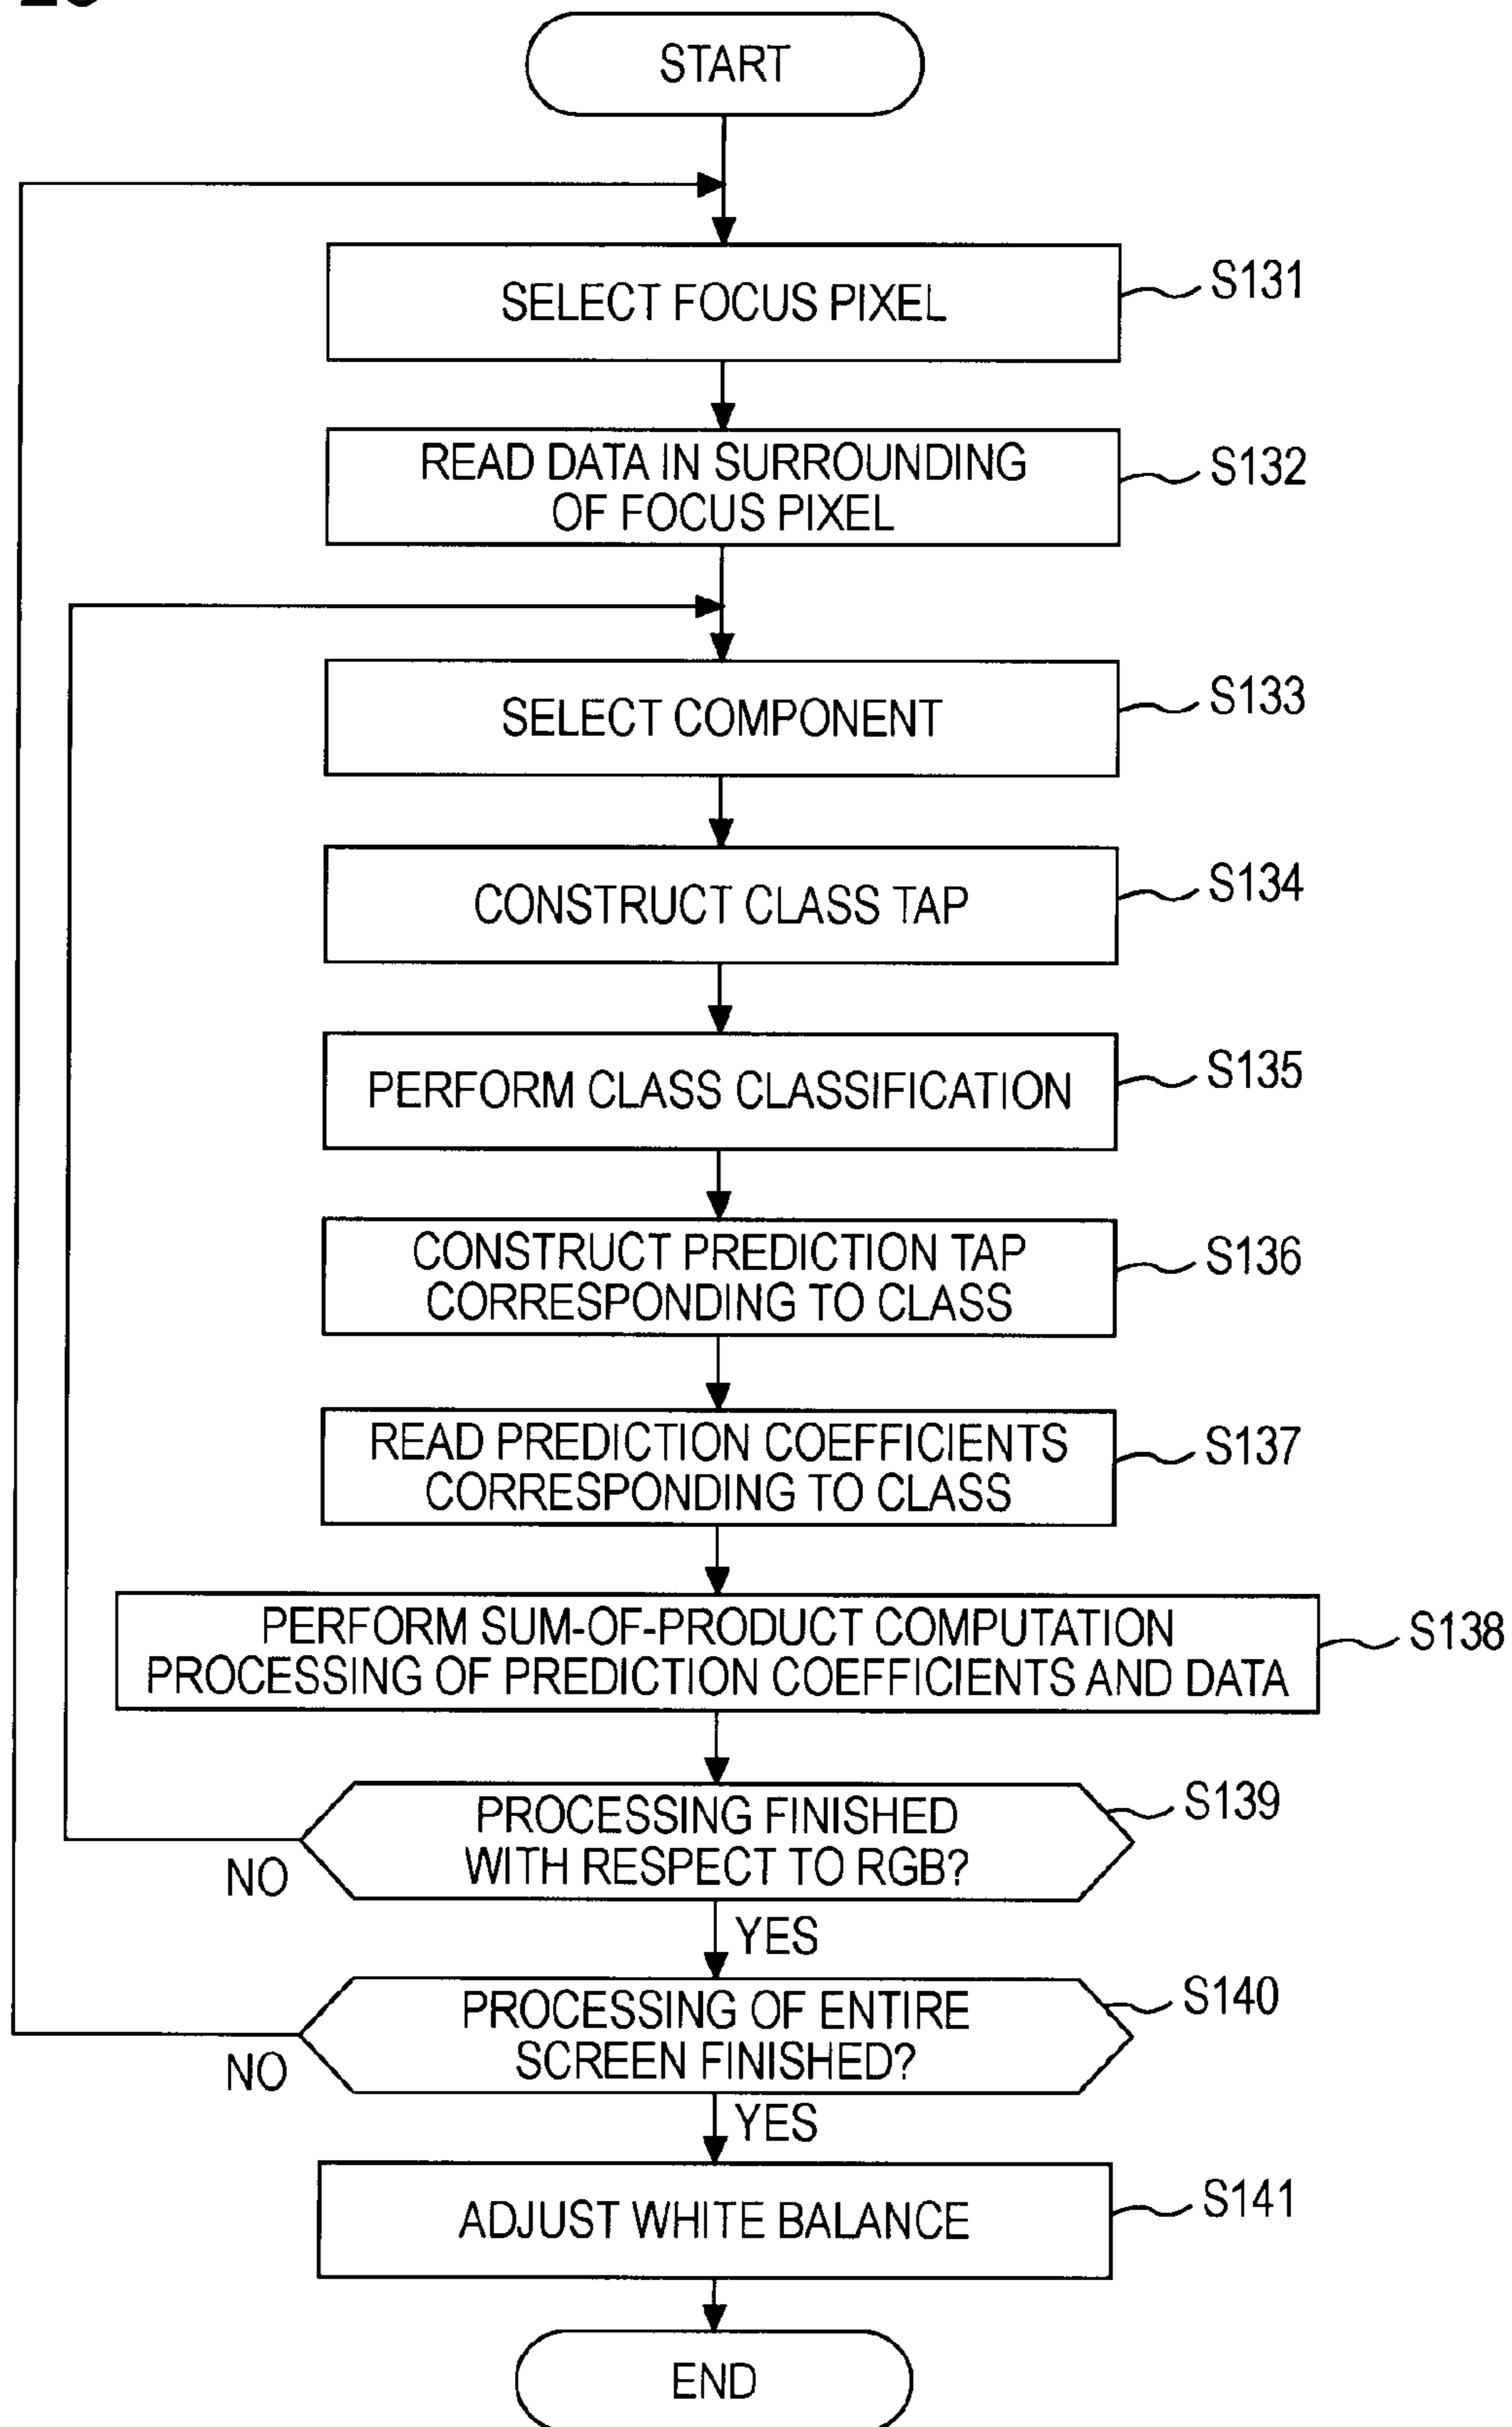 START
SELECT FOCUS PIXEL
S131
READ DATA IN SURROUNDING
OF FOCUS PIXEL
S132
SELECT COMPONENT
S133
CONSTRUCT CLASS TAP
S134
PERFORM CLASS CLASSIFICATION
S135
CONSTRUCT PREDICTION TAP
CORRESPONDING TO CLASS
S136
READ PREDICTION COEFFICIENTS
CORRESPONDING TO CLASS
S137
PERFORM SUM-OF-PRODUCT COMPUTATION
PROCESSING OF PREDICTION COEFFICIENTS AND DATA
S138
PROCESSING FINISHED
WITH RESPECT TO RGB?
S139
NO
YES
PROCESSING OF ENTIRE
SCREEN FINISHED?
S140
NO
YES
ADJUST WHITE BALANCE
S141
END